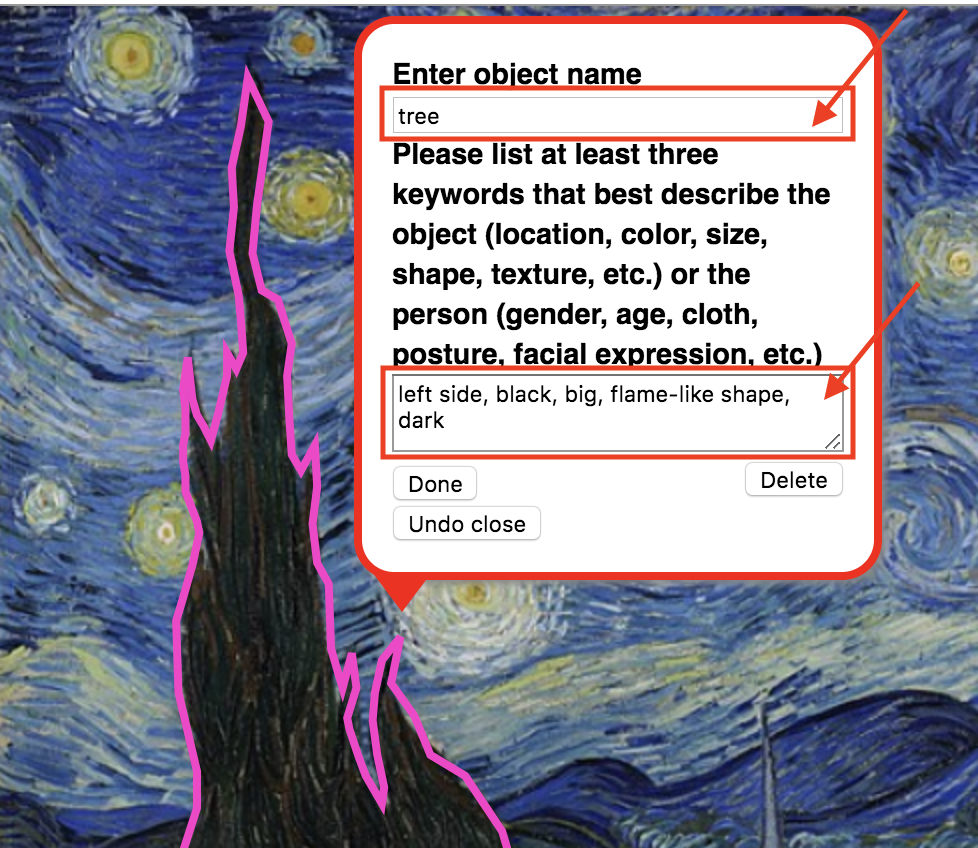 Enter object name
tree
Please list at least three
keywords that best describe the
object (location, color, size,
shape, texture, etc.) or the
person (gender, age, cloth,
posture, facial expression, etc.)
left side, black, big, flame-like shape,
dark
Done
Delete
Undo close